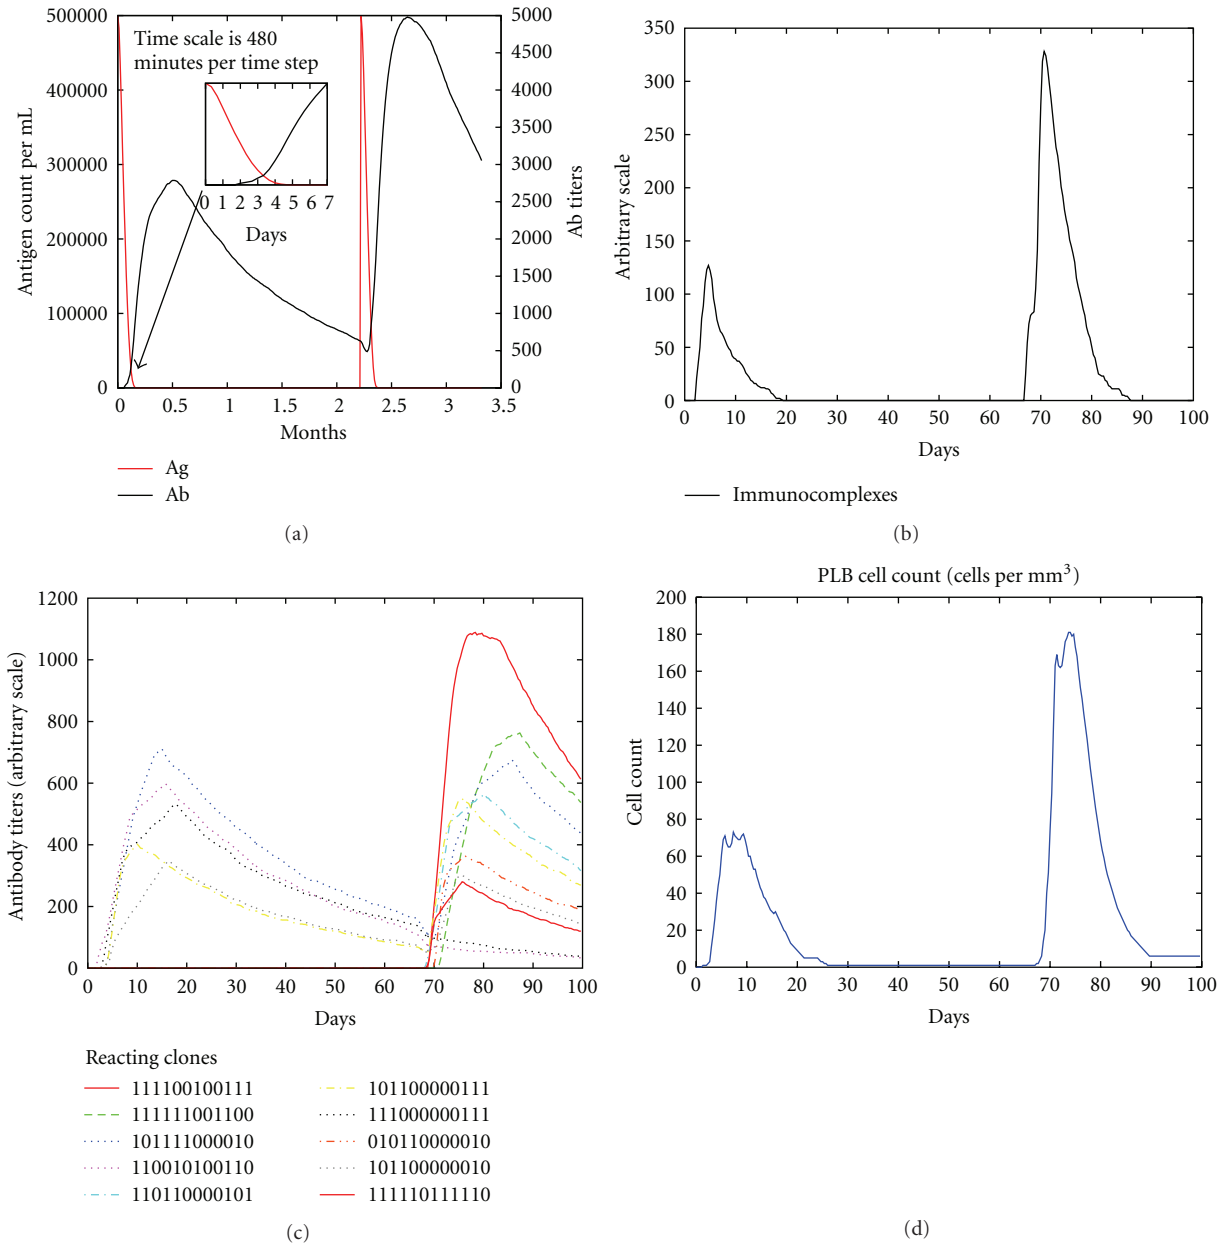 Time scale is 480
minutes per time step
500000
400000
300000
200000
100000
0
Antigen count per mL
5000
4500
4000
3500
3000
2500
2000
1500
1000
500
0
Ab titers
0 1 2 3 4 5 6 7
Days
0 0.5 1 1.5 2 2.5 3 3.5
Months
Ag
Ab
(a)
350
300
250
200
150
100
50
0
Arbitrary scale
0 10 20 30 40 50 60 70 80 90 100
Days
Immunocomplexes
(b)
1200
1000
800
600
400
200
0
Antibody titers (arbitrary scale)
0 10 20 30 40 50 60 70 80 90 100
Days
Reacting clones
111100100111
111111001100
101111000010
110010100110
110110000101
101100000111
111000000111
010110000010
101100000010
111110111110
(c)
PLB cell count (cells per mm³)
200
180
160
140
120
100
80
60
40
20
0
Cell count
0 10 20 30 40 50 60 70 80 90 100
Days
(d)